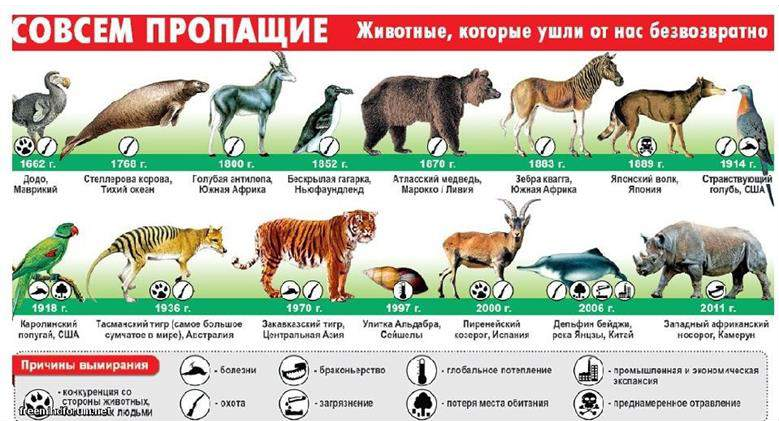 СОВСЕМ ПРОПАЩИЕ Животные, которые ушли от нас безвозвратно
1662 г. 1768 г. 1800 г. 1852 г. 1870 г. 1883 г. 1889 г. 1914 г.
Додо, Маврикий
Стеллерова корова, Тихий океан
Голубая антилопа, Южная Африка
Бескрылая гагарка, Ньюфаундленд
Атласский медведь, Марокко / Ливия
Зебра квагга, Южная Африка
Японский волк, Япония
Странствующий голубь, США
1918 г. 1936 г. 1970 г. 1997 г. 2000 г. 2006 г. 2011 г.
Каролинский попугай, США
Тасманский тигр (самое большое сумчатое в мире), Австралия
Закавказский тигр, Центральная Азия
Улитка Альдабра, Сейшелы
Пиренейский козерог, Испания
Дельфин бейджи, река Янцзы, Китай
Западный африканский носорог, Камерун
Причины вымирания
- конкуренция со
стороны животных,
людьми
- болезни
- охота
- браконьерство
- загрязнение
- глобальное потепление
- потеря места обитания
- промышленная и экономическая
экспансия
- преднамеренное отравление